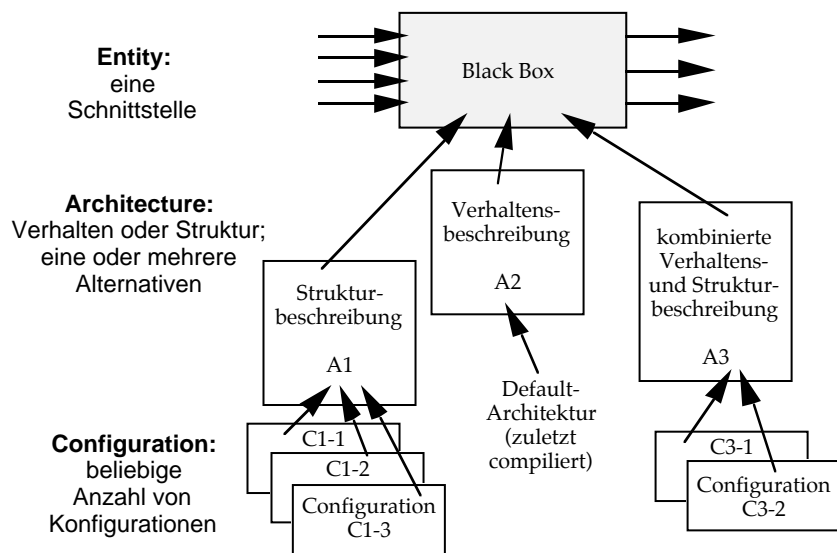 Entity:
eine
Schnittstelle
Black Box
Architecture:
Verhalten oder Struktur;
eine oder mehrere
Alternativen
Struktur-
beschreibung
A1
Verhaltens-
beschreibung
A2
kombinierte
Verhaltens-
und Struktur-
beschreibung
A3
Default-
Architektur
(zuletzt
compiliert)
Configuration:
beliebige
Anzahl von
Konfigurationen
C1-1
C1-2
Configuration
C1-3
C3-1
Configuration
C3-2